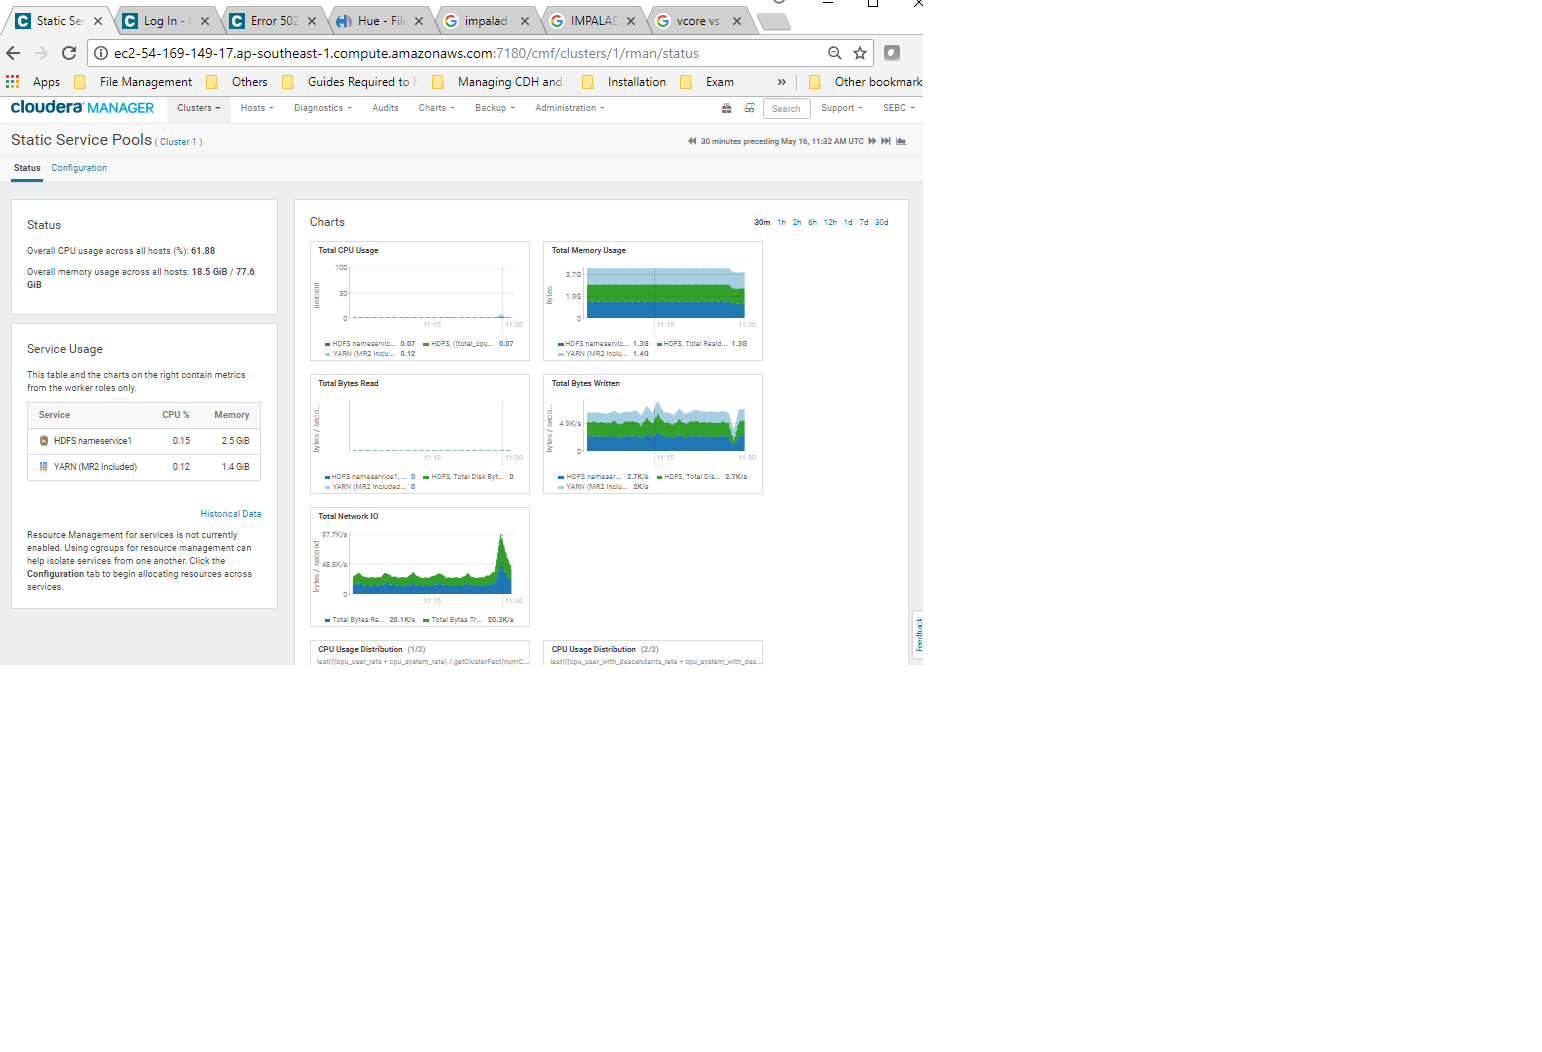 Static Ser
Log In - C
Error 502
Hue - File
impalad
IMPALAD
vcore vs
ec2-54-169-149-17.ap-southeast-1.compute.amazonaws.com:7180/cmf/clusters/1/rman/status
Apps File Management Others Guides Required to Managing CDH and Installation Exam » Other bookmark
cloudera MANAGER Clusters Hosts Diagnostics Audits Charts Backup Administration Search Support SEBC
Static Service Pools ( Cluster 1 )
30 minutes preceding May 16, 11:32 AM UTC
Status Configuration
Status
Overall CPU usage across all hosts (%): 61.88
Overall memory usage across all hosts: 18.5 GiB / 77.6
GiB
Service Usage
This table and the charts on the right contain metrics
from the worker roles only.
Service CPU % Memory
HDFS nameservice1 0.15 2.5 GiB
YARN (MR2 Included) 0.12 1.4 GiB
Historical Data
Resource Management for services is not currently
enabled. Using cgroups for resource management can
help isolate services from one another. Click the
Configuration tab to begin allocating resources across
services.
Charts
30m 1h 2h 6h 12h 1d 7d 30d
Total CPU Usage
percent
100
50
0
11:15 11:30
HDFS nameservic... 0.07 HDFS, ((total_cpu... 0.07
YARN (MR2 Inclu... 0.12
Total Memory Usage
bytes
3.7G
1.9G
0
11:15 11:30
HDFS nameservic... 1.3G HDFS, Total Resid... 1.3G
YARN (MR2 Inclu... 1.4G
Total Bytes Read
bytes / seco...
11:15 11:30
HDFS nameservice1, ... 0 HDFS, Total Disk Byt... 0
YARN (MR2 Included... 0
Total Bytes Written
bytes / seco...
4.9K/s
0
11:15 11:30
HDFS nameser... 2.7K/s HDFS, Total Dis... 2.7K/s
YARN (MR2 Inclu... 2K/s
Total Network IO
bytes / second
97.7K/s
48.8K/s
0
11:15 11:30
Total Bytes Re... 20.1K/s Total Bytes Tr... 20.3K/s
CPU Usage Distribution (1/2)
last(((cpu_user_rate + cpu_system_rate) / getClusterFact(numC...
CPU Usage Distribution (2/2)
last(((cpu_user_with_descendants_rate + cpu_system_with_des...
Feedback